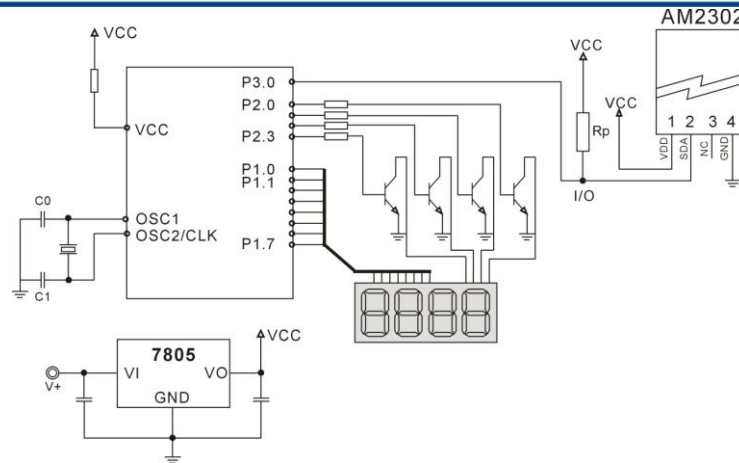 AM2302
VCC
VCC
P3.0
P2.0
VCC
VCC
Rp
1 2 3 4
P2.3
VDD
SDA
NC
GND
P1.0
P1.1
I/O
C0
OSC1
OSC2/CLK
P1.7
C1
8888
VCC
7805
VI
VO
V+
GND